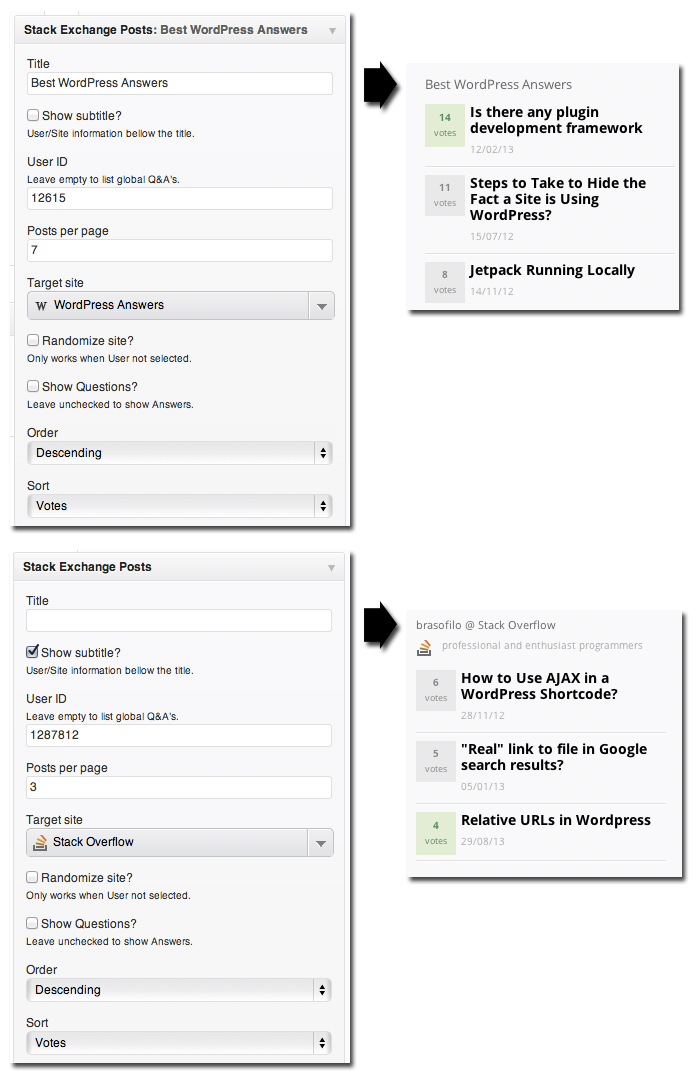 Stack Exchange Posts: Best WordPress Answers
Title
Best WordPress Answers
Show subtitle?
User/Site information bellow the title.
User ID
Leave empty to list global Q&A's.
12615
Posts per page
7
Target site
WordPress Answers
Randomize site?
Only works when User not selected.
Show Questions?
Leave unchecked to show Answers.
Order
Descending
Sort
Votes
Best WordPress Answers
14
votes
Is there any plugin
development framework
12/02/13
11
votes
Steps to Take to Hide the
Fact a Site is Using
WordPress?
15/07/12
8
votes
Jetpack Running Locally
14/11/12
Stack Exchange Posts
Title
Show subtitle?
User/Site information bellow the title.
User ID
Leave empty to list global Q&A's.
1287812
Posts per page
3
Target site
Stack Overflow
Randomize site?
Only works when User not selected.
Show Questions?
Leave unchecked to show Answers.
Order
Descending
Sort
Votes
brasofilo @ Stack Overflow
professional and enthusiast programmers
6
votes
How to Use AJAX in a
WordPress Shortcode?
28/11/12
5
votes
"Real" link to file in Google
search results?
05/01/13
4
votes
Relative URLs in Wordpress
29/08/13